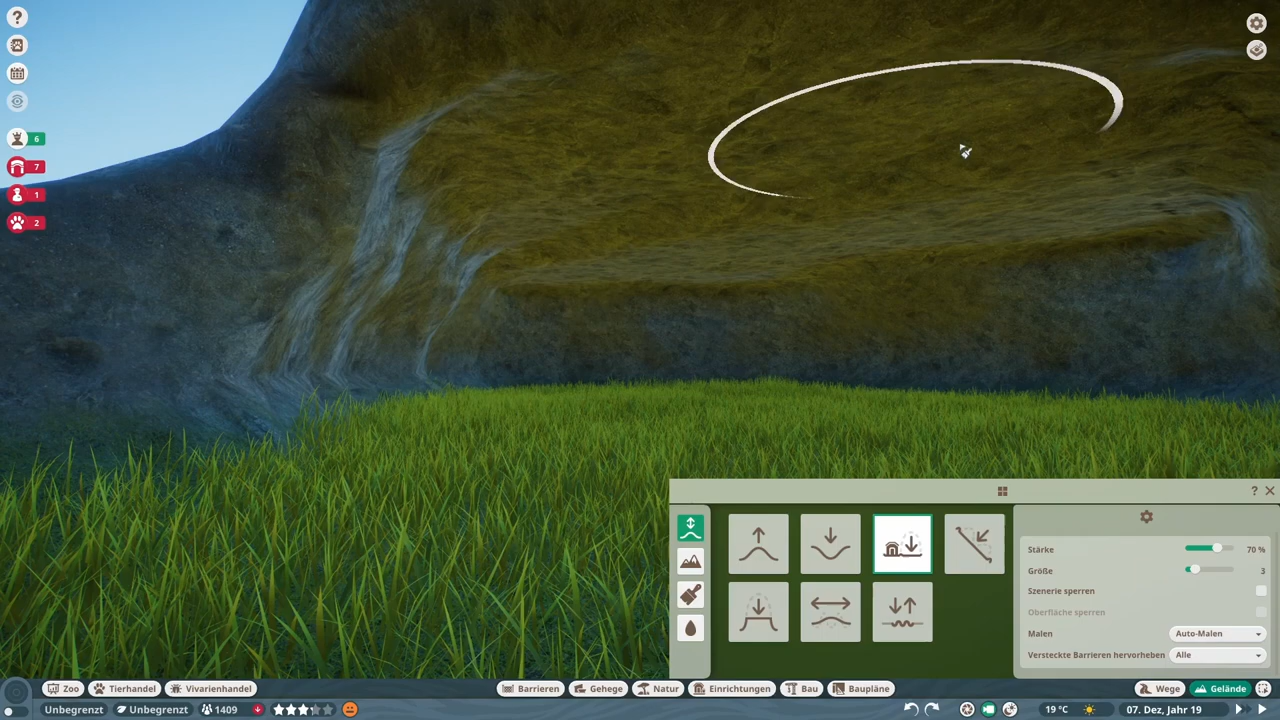 ?
6
7
1
2
? ×
Stärke 70 %
Größe 3
Szenerie sperren
Oberfläche sperren
Malen Auto-Malen
Versteckte Barrieren hervorheben Alle
Zoo Tierhandel Vivarienhandel Barrieren Gehege Natur Einrichtungen Bau Baupläne Wege Gelände
Unbegrenzt Unbegrenzt 1409 19 °C 07. Dez, Jahr 19